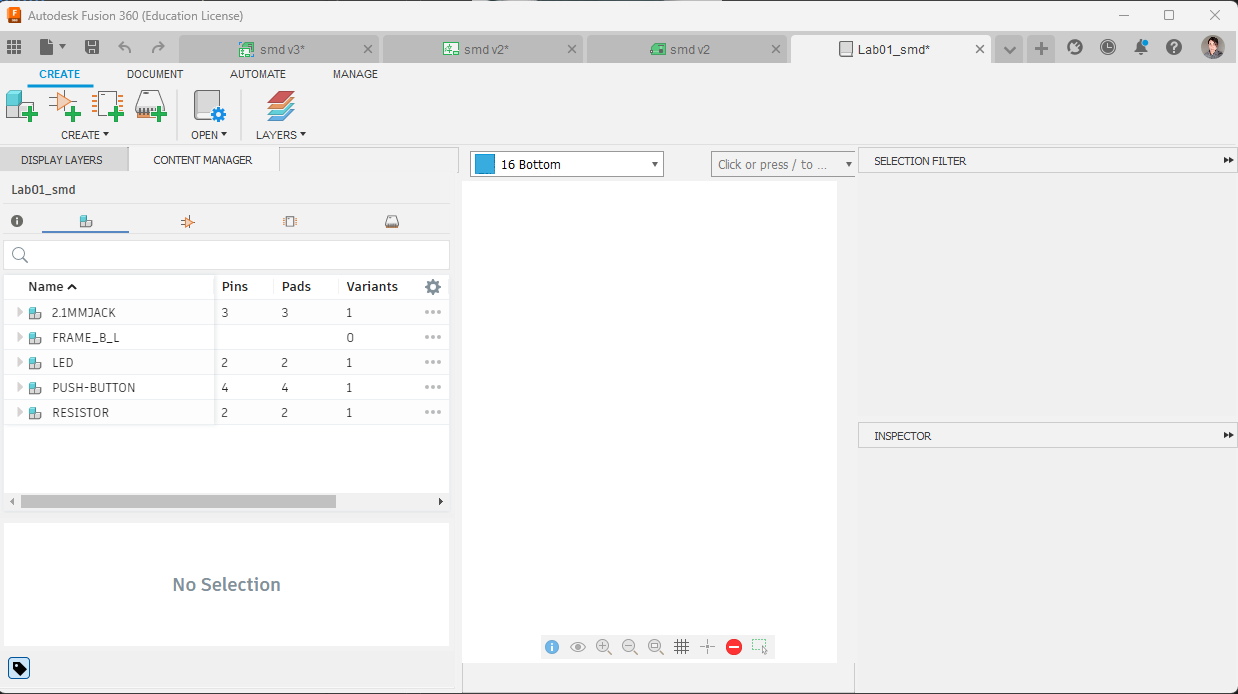 Autodesk Fusion 360 (Education License)
smd v3*
smd v2*
smd v2
Lab01_smd*
CREATE DOCUMENT AUTOMATE MANAGE
CREATE OPEN LAYERS
DISPLAY LAYERS CONTENT MANAGER
16 Bottom
Click or press / to ...
SELECTION FILTER
Lab01_smd
Name Pins Pads Variants
2.1MMJACK 3 3 1
FRAME_B_L 0
LED 2 2 1
PUSH-BUTTON 4 4 1
RESISTOR 2 2 1
INSPECTOR
No Selection